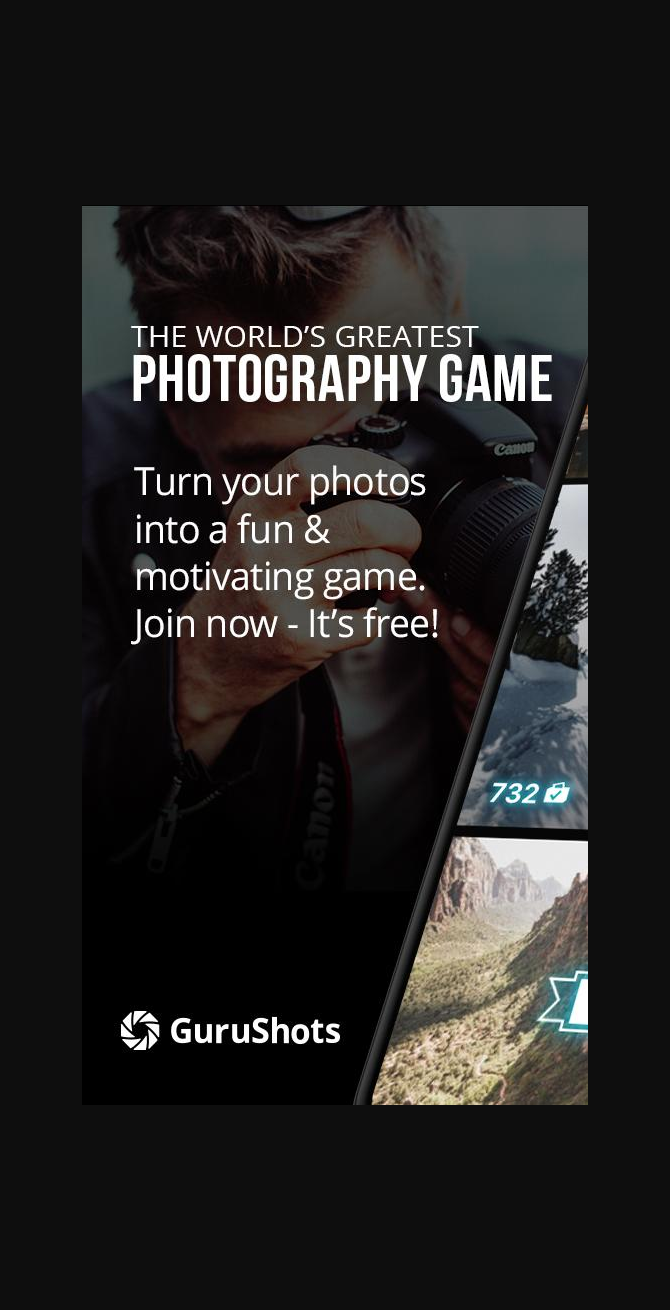 THE WORLD'S GREATEST
PHOTOGRAPHY GAME
Canon
Turn your photos
into a fun &
motivating game.
Join now - It's free!
732
Canon
GuruShots